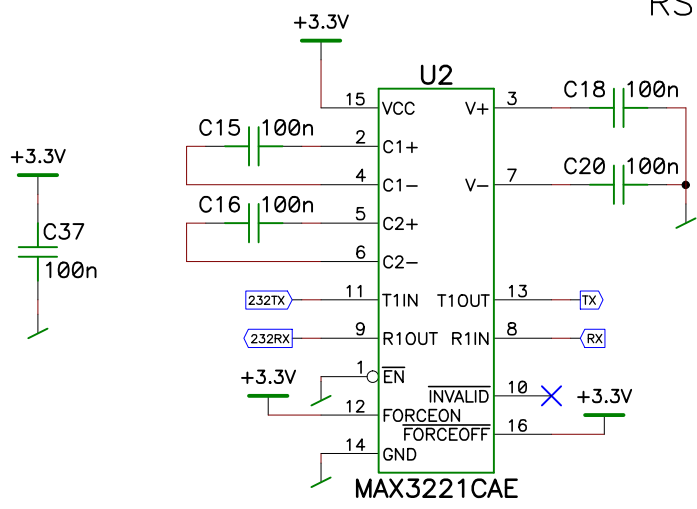 RS
+3.3V
U2
15 VCC V+ 3 C18 100n
C15 100n 2 C1+
+3.3V
4 C1- V- 7 C20 100n
C16 100n 5 C2+
C37
100n
6 C2-
232TX 11 T1IN T1OUT 13 TX
232RX 9 R1OUT R1IN 8 RX
1 EN
+3.3V
INVALID 10 +3.3V
12 FORCEON
FORCEOFF 16
14 GND
MAX3221CAE